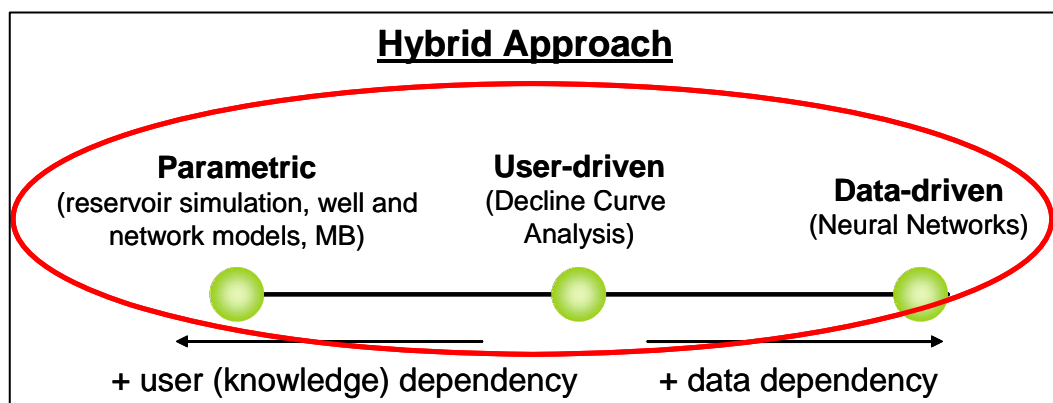 Hybrid Approach
Parametric
(reservoir simulation, well and
network models, MB)
User-driven
(Decline Curve
Analysis)
Data-driven
(Neural Networks)
+ user (knowledge) dependency
+ data dependency